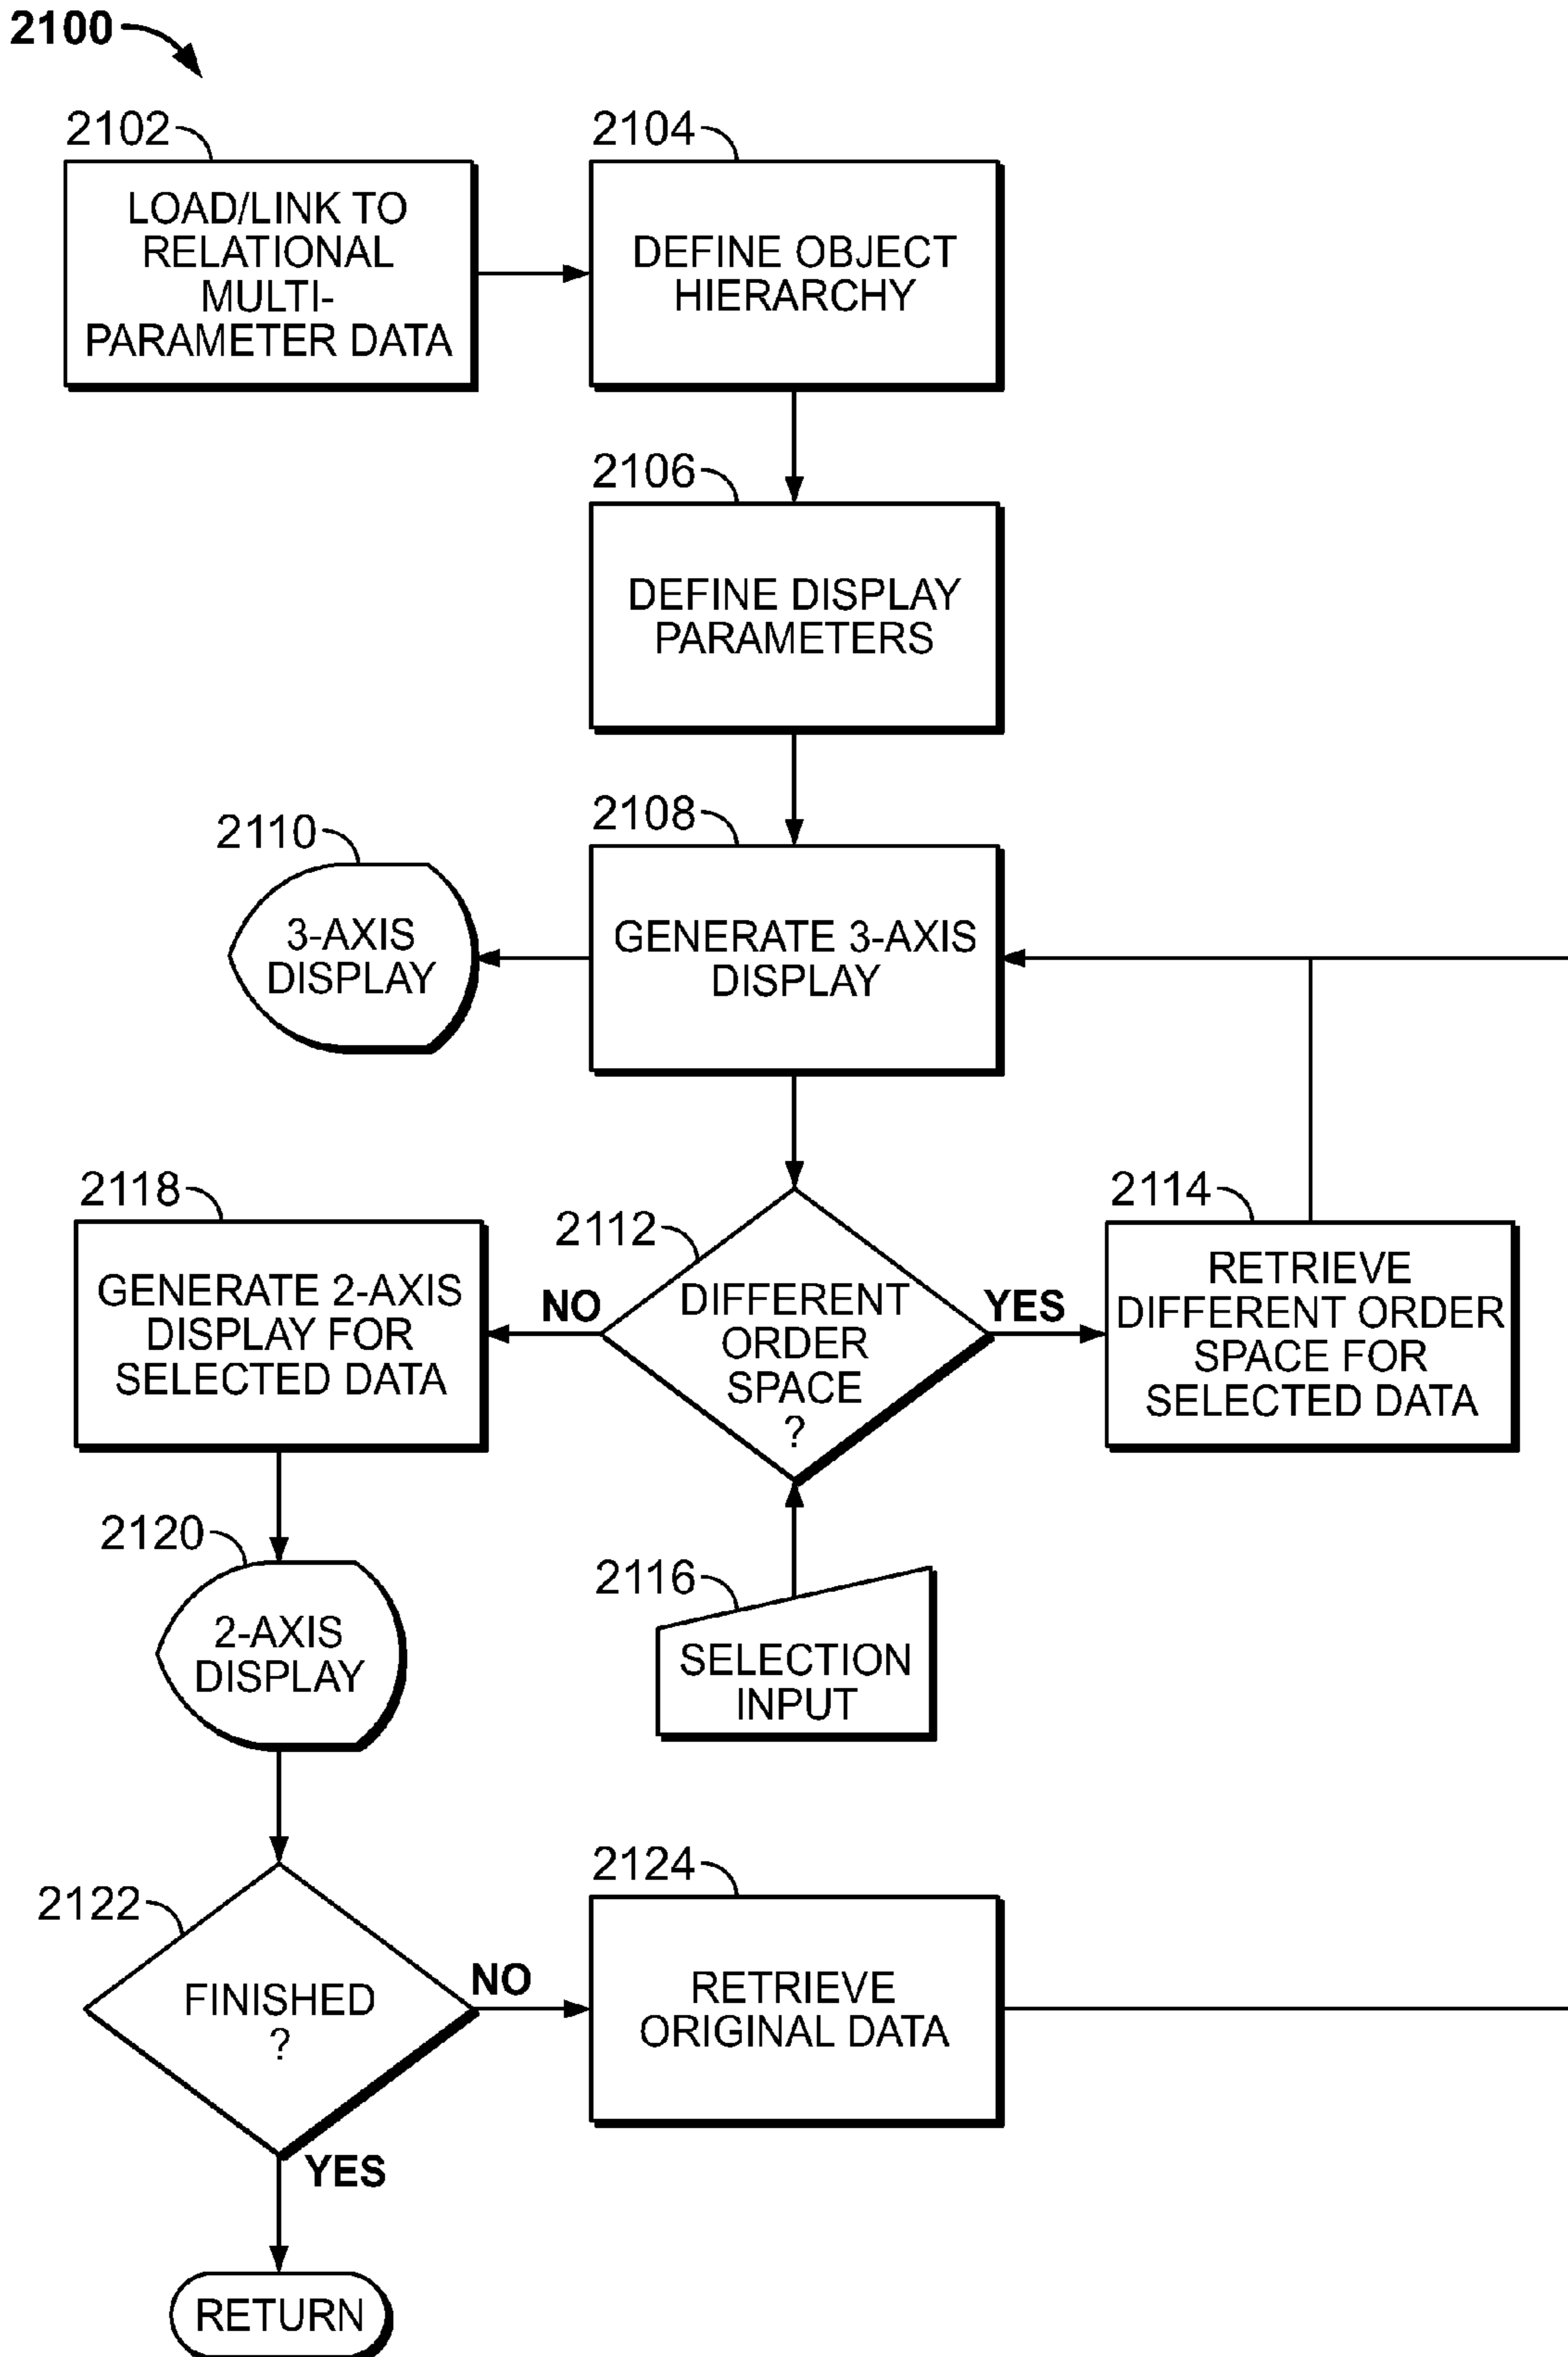 2100
2102
LOAD/LINK TO
RELATIONAL
MULTI-
PARAMETER DATA
2104
DEFINE OBJECT
HIERARCHY
2106
DEFINE DISPLAY
PARAMETERS
2108
GENERATE 3-AXIS
DISPLAY
2110
3-AXIS
DISPLAY
2112
DIFFERENT
ORDER
SPACE
?
YES
2114
RETRIEVE
DIFFERENT ORDER
SPACE FOR
SELECTED DATA
2116
SELECTION
INPUT
NO
2118
GENERATE 2-AXIS
DISPLAY FOR
SELECTED DATA
2120
2-AXIS
DISPLAY
2122
FINISHED
?
NO
2124
RETRIEVE
ORIGINAL DATA
YES
RETURN